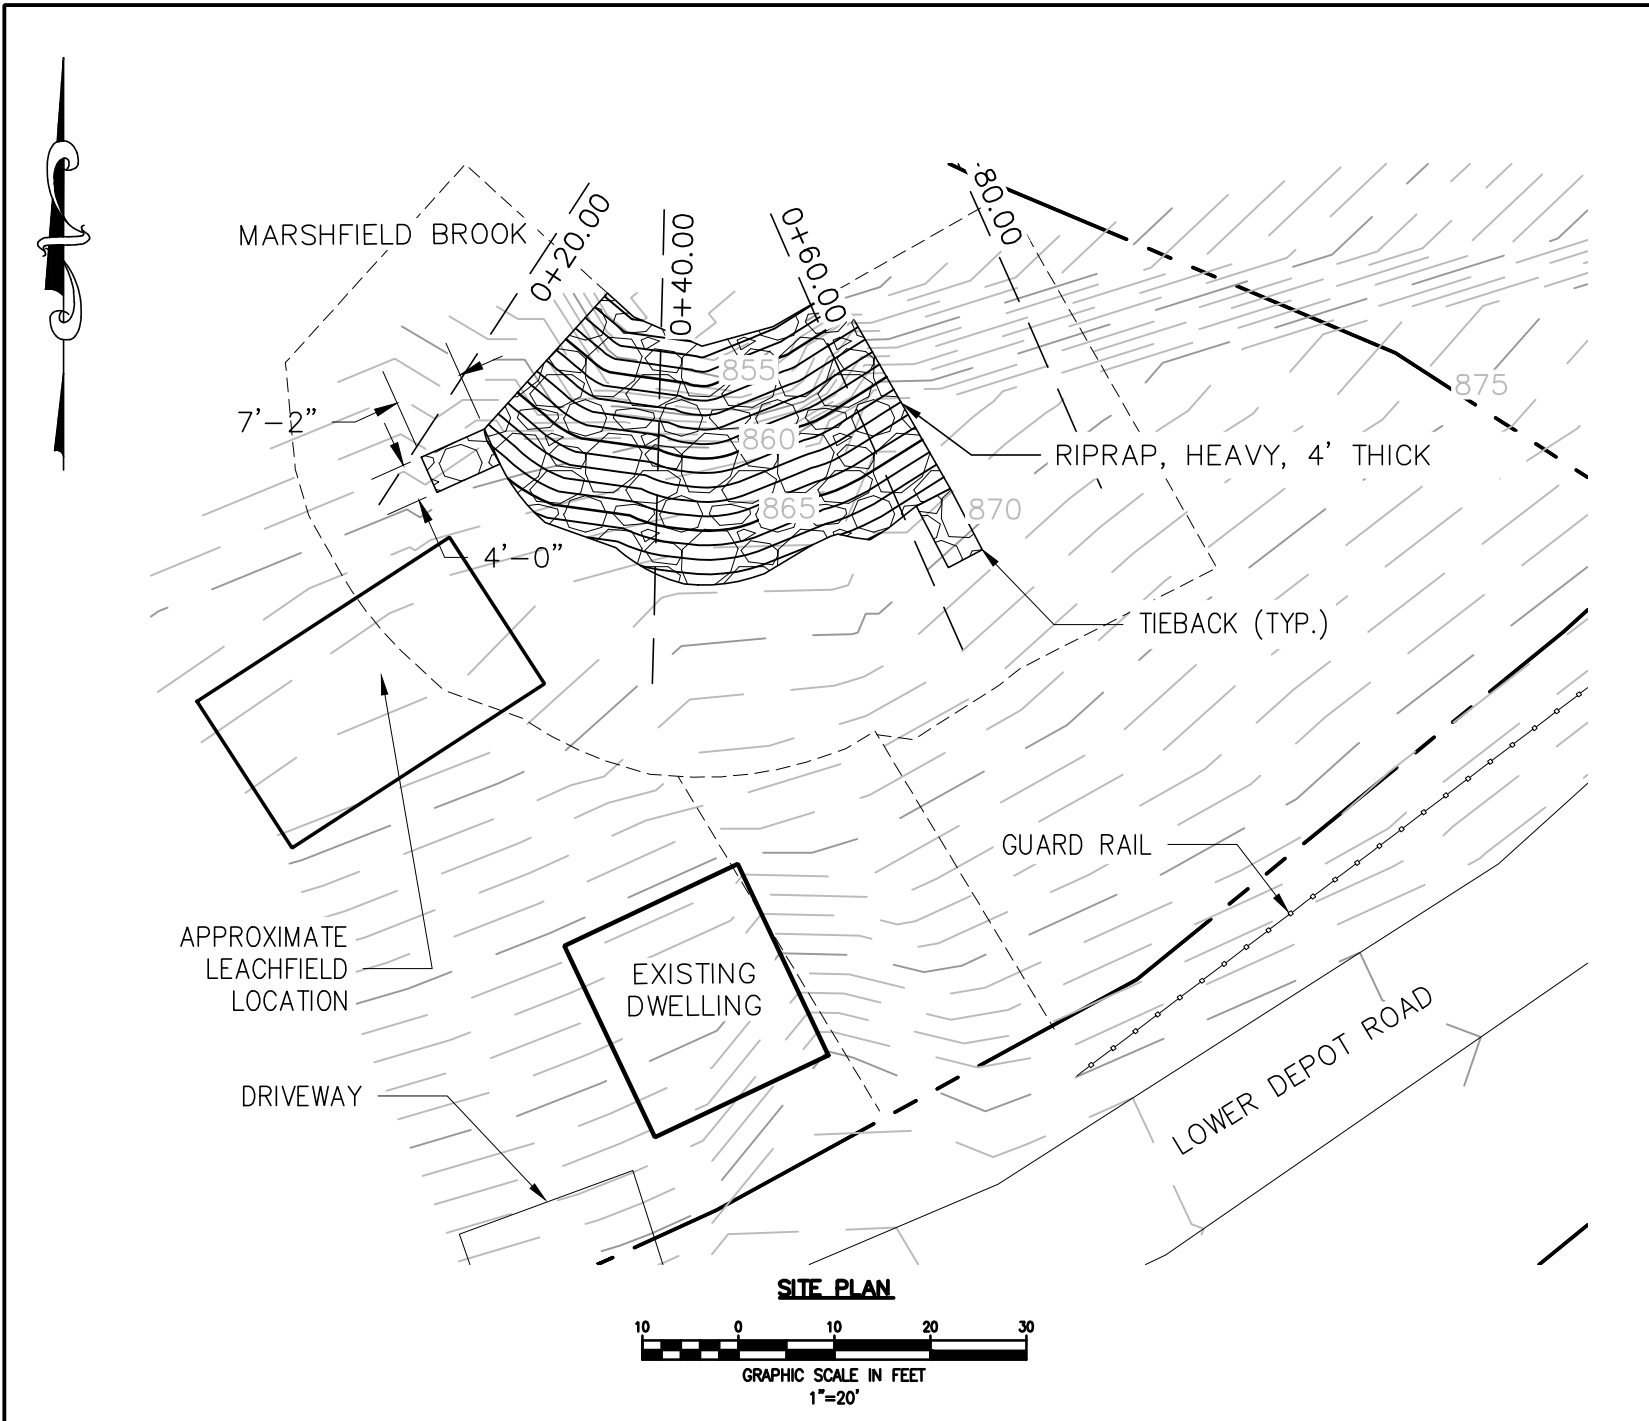 MARSHFIELD BROOK
0+20.00
0+40.00
0+60.00
80.00
875
855
7'-2"
860
RIPRAP, HEAVY, 4' THICK
865
870
4'-0"
TIEBACK (TYP.)
GUARD RAIL
APPROXIMATE
LEACHFIELD
LOCATION
EXISTING
DWELLING
LOWER DEPOT ROAD
DRIVEWAY
SITE PLAN
10 0 10 20 30
GRAPHIC SCALE IN FEET
1"=20'